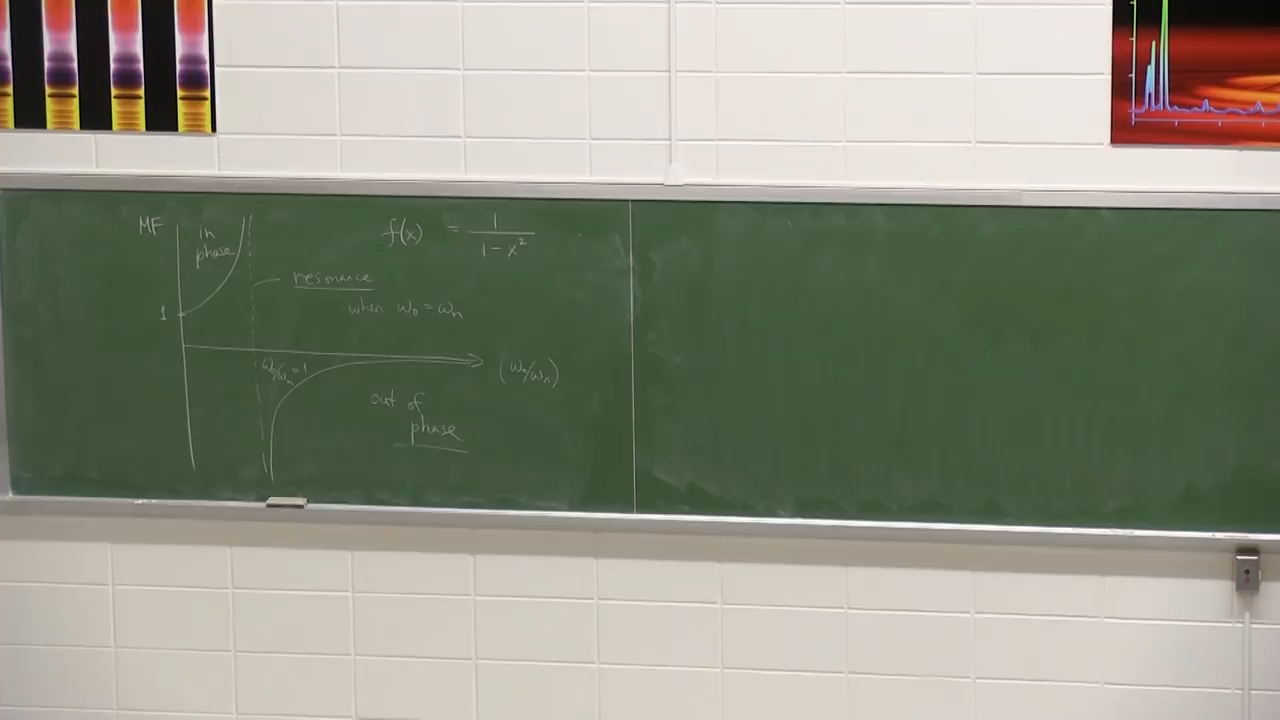 MF
in
phase
f(x) = 1/(1 - x²)
resonance
when ω₀ = ωₙ
1
ω₀/ωₙ = 1
(ω₀/ωₙ)
out of
phase